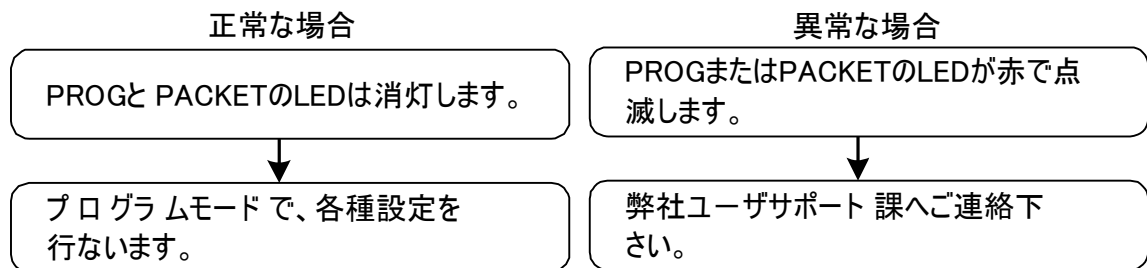 正常な場合
PROGと PACKETのLEDは消灯します。
プログラムモードで、各種設定を
行ないます。
異常な場合
PROGまたはPACKETのLEDが赤で点
滅します。
弊社ユーザサポート課へご連絡下
さい。